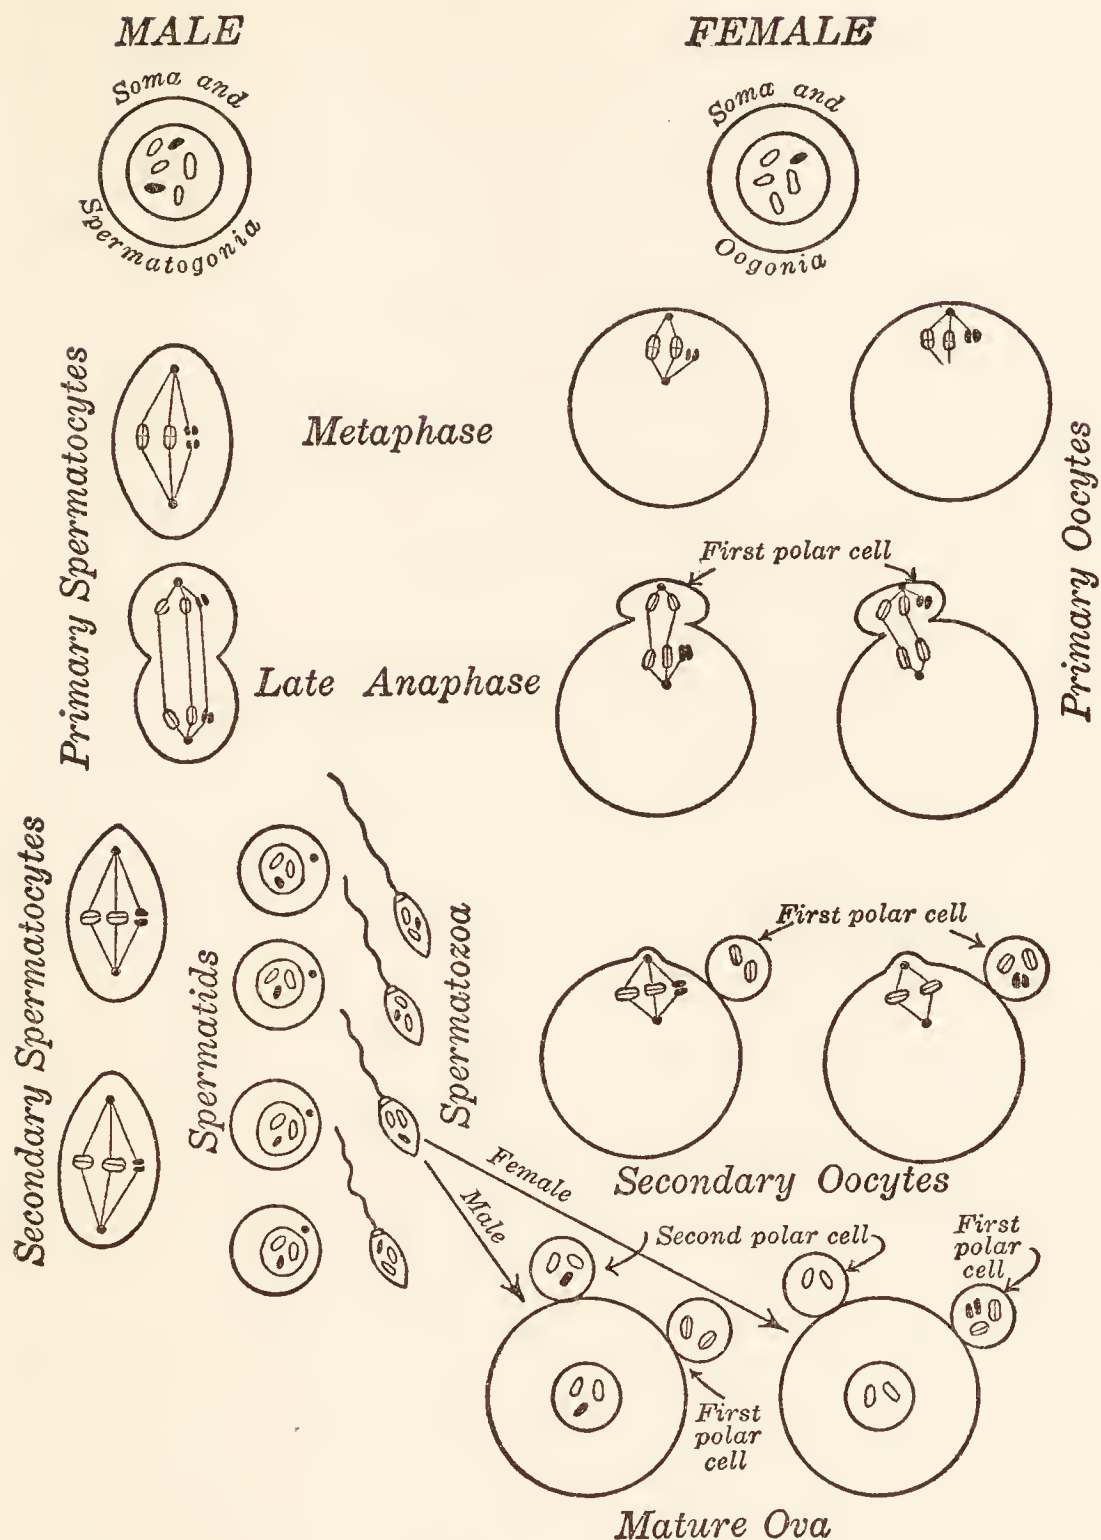 MALE
FEMALE
Soma and
Spermatogonia
Soma and
Oogonia
Primary Spermatocytes
Metaphase
Primary Oocytes
First polar cell
Late Anaphase
Secondary Spermatocytes
Spermatids
Spermatozoa
First polar cell
Female
Male
Secondary Oocytes
Second polar cell
First
polar
cell
First
polar
cell
Mature Ova